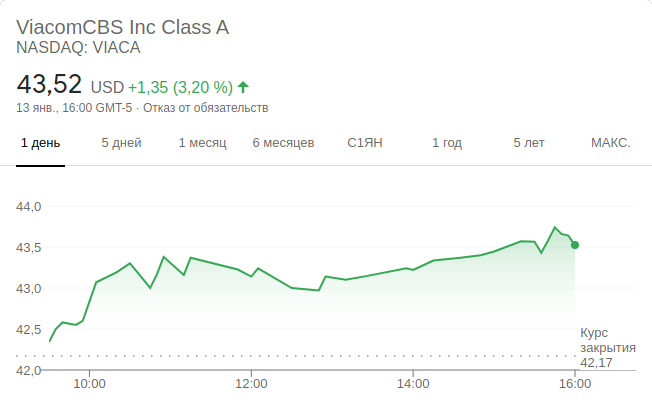 ViacomCBS Inc Class A
NASDAQ: VIACA
43,52 USD +1,35 (3,20 %)
13 янв., 16:00 GMT-5 · Отказ от обязательств
1 день 5 дней 1 месяц 6 месяцев С1ЯН 1 год 5 лет МАКС.
44,0
43,5
43,0
42,5
Курс
закрытия
42,17
42,0
10:00 12:00 14:00 16:00